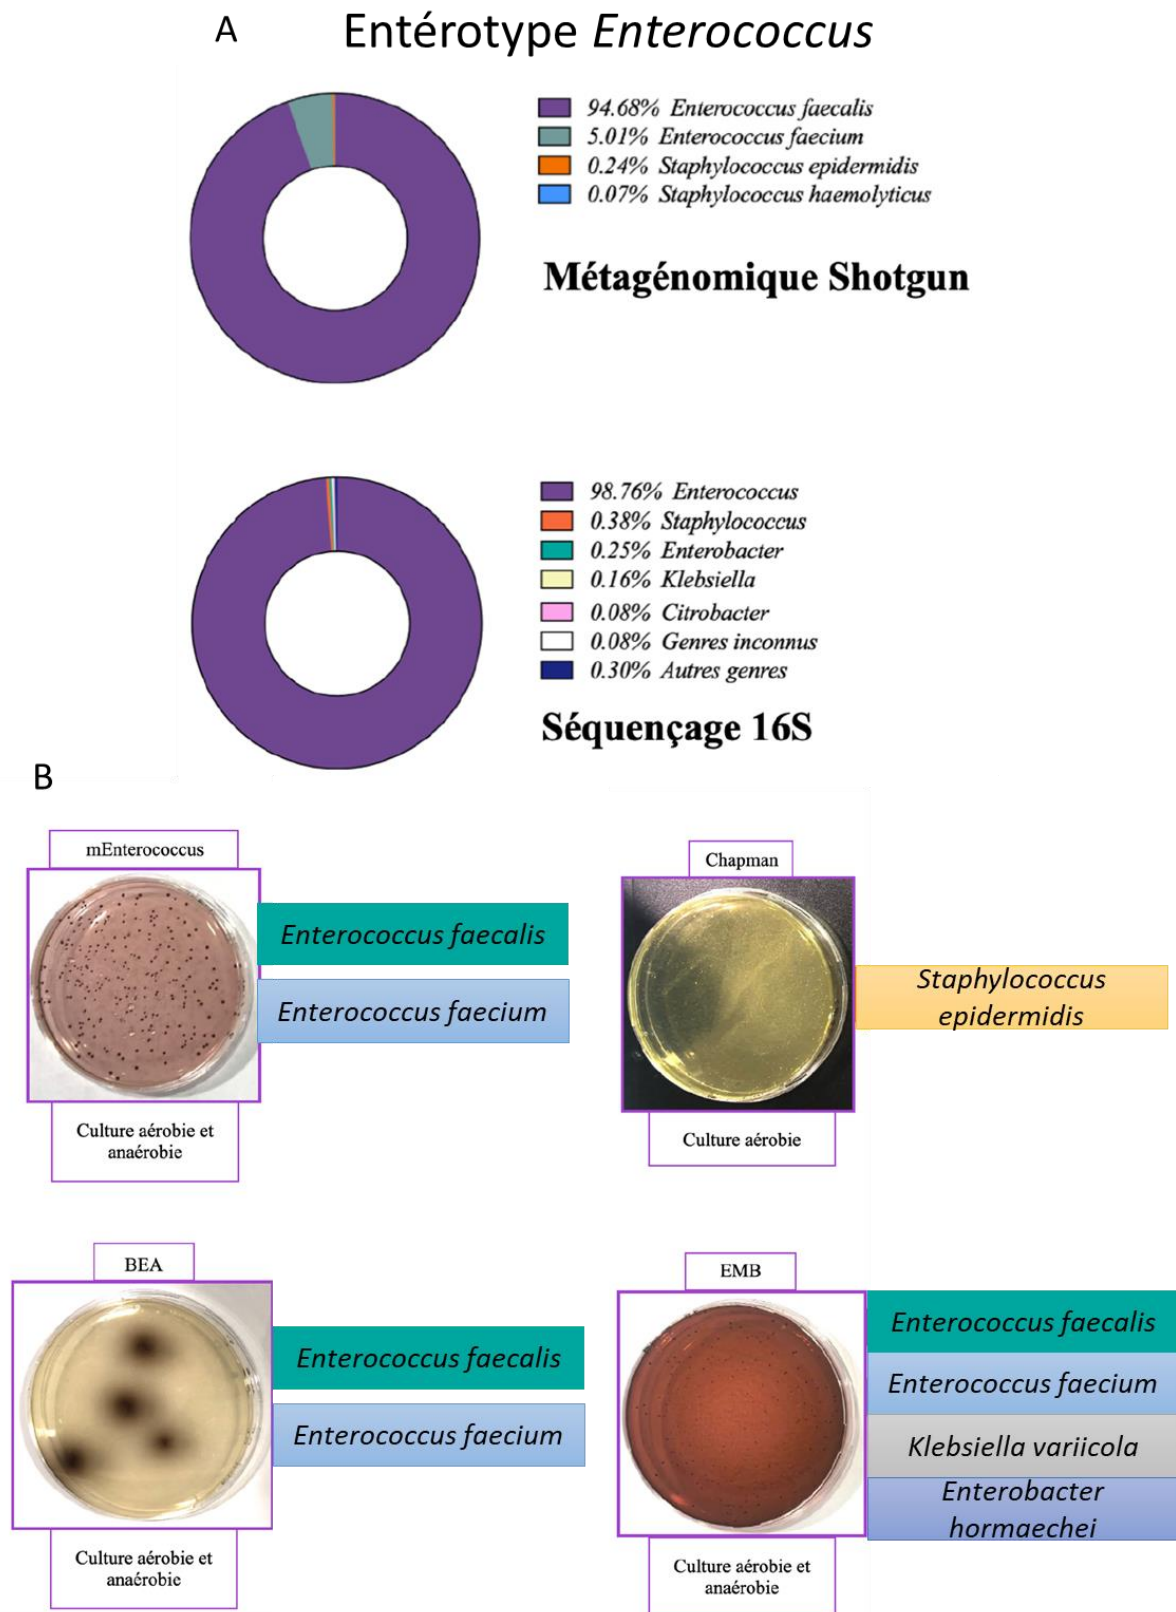 A
Entérotype Enterococcus
94.68% Enterococcus faecalis
5.01% Enterococcus faecium
0.24% Staphylococcus epidermidis
0.07% Staphylococcus haemolyticus
Métagénomique Shotgun
98.76% Enterococcus
0.38% Staphylococcus
0.25% Enterobacter
0.16% Klebsiella
0.08% Citrobacter
0.08% Genres inconnus
0.30% Autres genres
Séquençage 16S
B
mEnterococcus
Enterococcus faecalis
Enterococcus faecium
Culture aérobie et
anaérobie
Chapman
Staphylococcus
epidermidis
Culture aérobie
BEA
Enterococcus faecalis
Enterococcus faecium
Culture aérobie et
anaérobie
EMB
Enterococcus faecalis
Enterococcus faecium
Klebsiella variicola
Enterobacter
hormaechei
Culture aérobie et
anaérobie